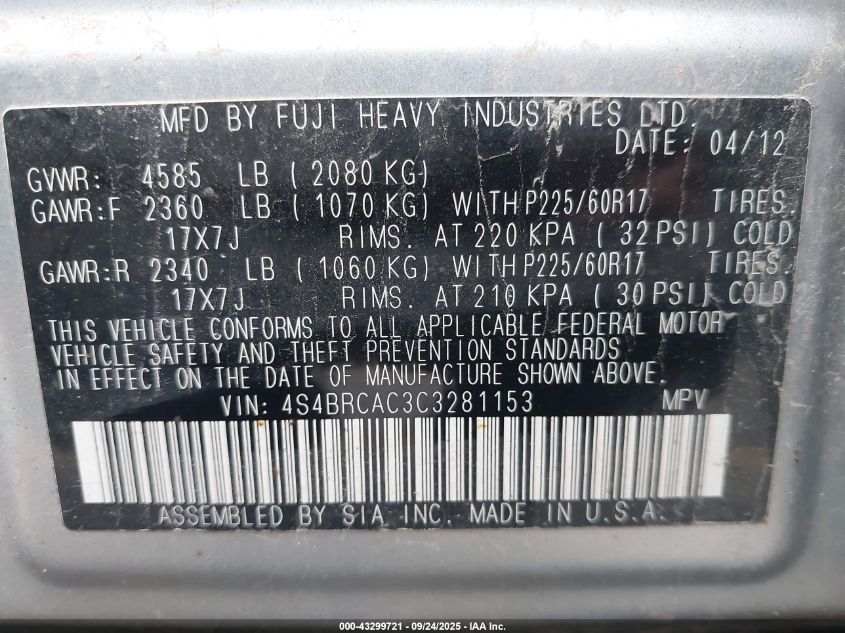 MFD BY FUJI HEAVY INDUSTRIES LTD.
DATE: 04/12
GVWR: 4585 LB ( 2080 KG)
GAWR:F 2360 LB ( 1070 KG) WITH P225/60R17 TIRES.
17X7J RIMS. AT 220 KPA ( 32 PSI) COLD
GAWR:R 2340 LB ( 1060 KG) WITH P225/60R17 TIRES.
17X7J RIMS. AT 210 KPA ( 30 PSI) COLD
THIS VEHICLE CONFORMS TO ALL APPLICABLE FEDERAL MOTOR
VEHICLE SAFETY AND THEFT PREVENTION STANDARDS
IN EFFECT ON THE DATE OF MANUFACTURE SHOWN ABOVE.
VIN: 4S4BRCAC3C3281153 MPV
ASSEMBLED BY SIA INC. MADE IN U.S.A.
000-43299721 - 09/24/2025 - IAA Inc.